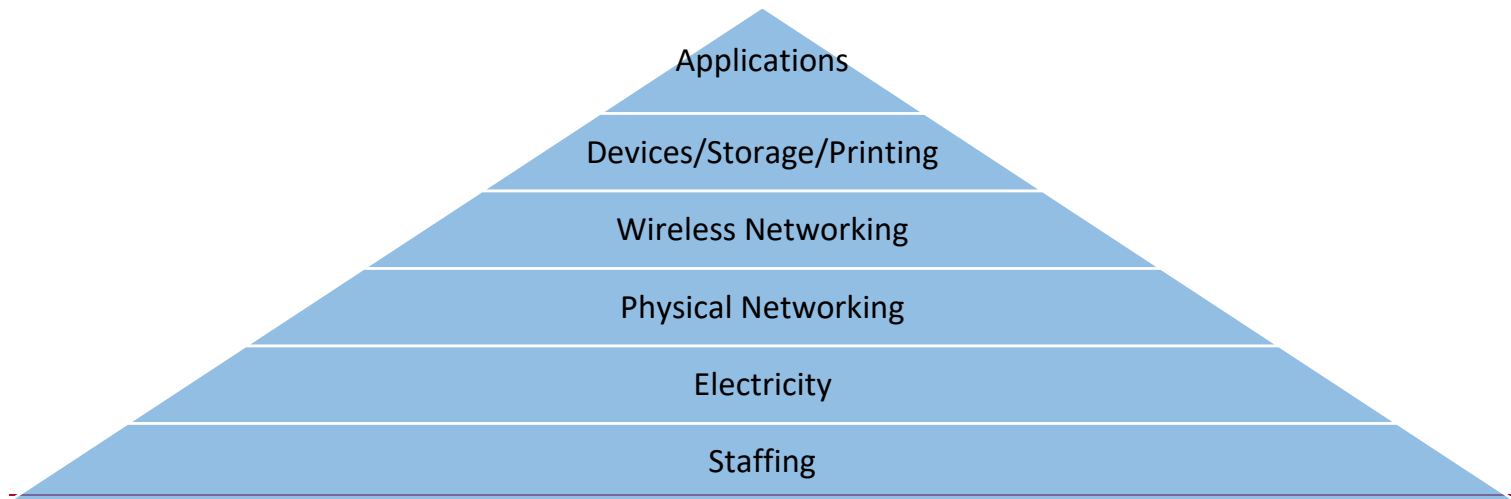 Applications
Devices/Storage/Printing
Wireless Networking
Physical Networking
Electricity
Staffing